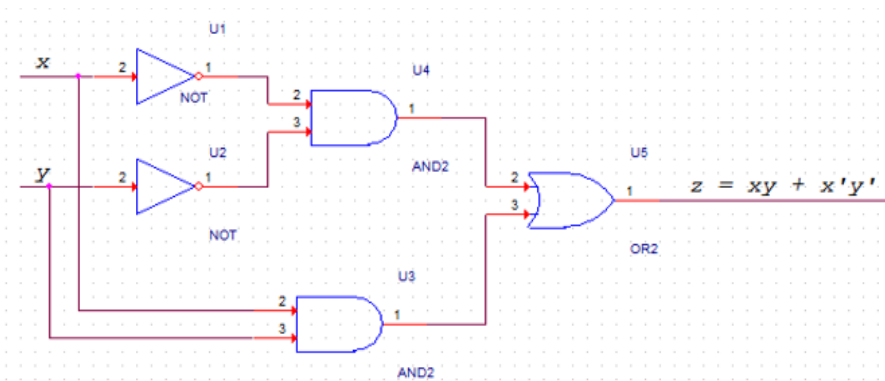 U1
x
2
1
NOT
U4
2
3
1
AND2
y
U2
2
1
NOT
U5
2
3
1
z = xy + x'y'
OR2
U3
2
3
1
AND2